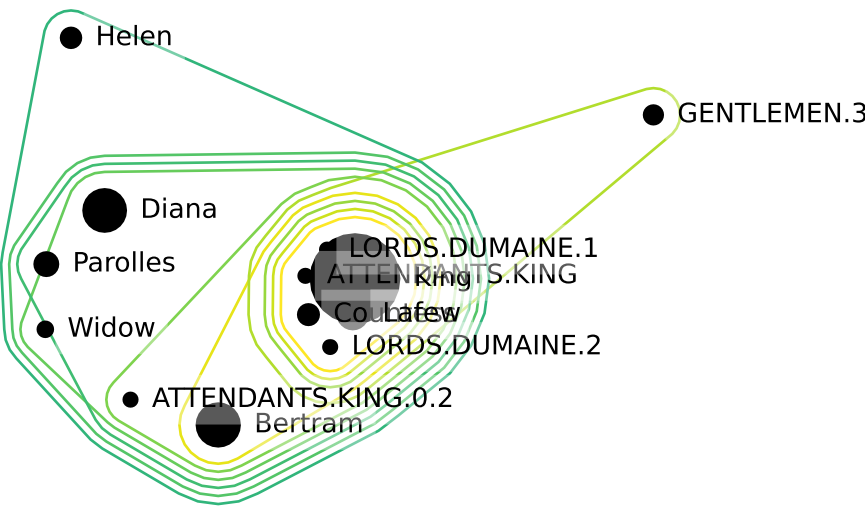 Helen
GENTLEMEN.3
Diana
LORDS.DUMAINE.1
Parolles
ATTENDANTS.KING
King
Countess
Lafew
Widow
LORDS.DUMAINE.2
ATTENDANTS.KING.0.2
Bertram